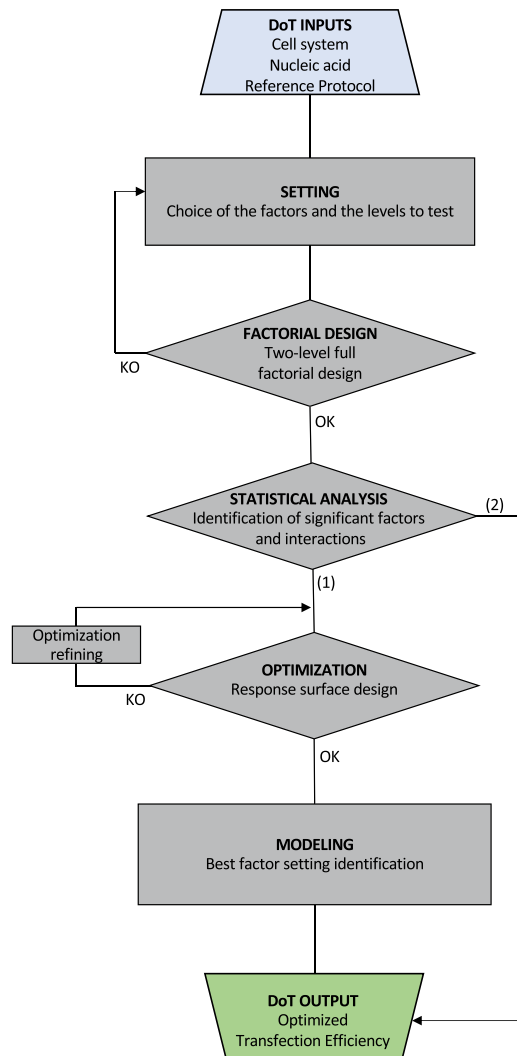 DoT INPUTS
Cell system
Nucleic acid
Reference Protocol
SETTING
Choice of the factors and the levels to test
FACTORIAL DESIGN
Two-level full
factorial design
KO
OK
STATISTICAL ANALYSIS
Identification of significant factors
and interactions
(2)
(1)
Optimization
refining
OPTIMIZATION
Response surface design
KO
OK
MODELING
Best factor setting identification
DoT OUTPUT
Optimized
Transfection Efficiency